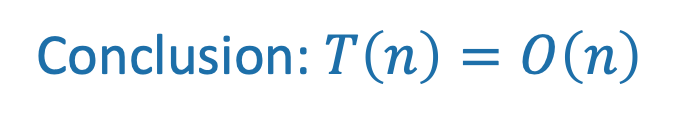 Conclusion: T(n) = O(n)